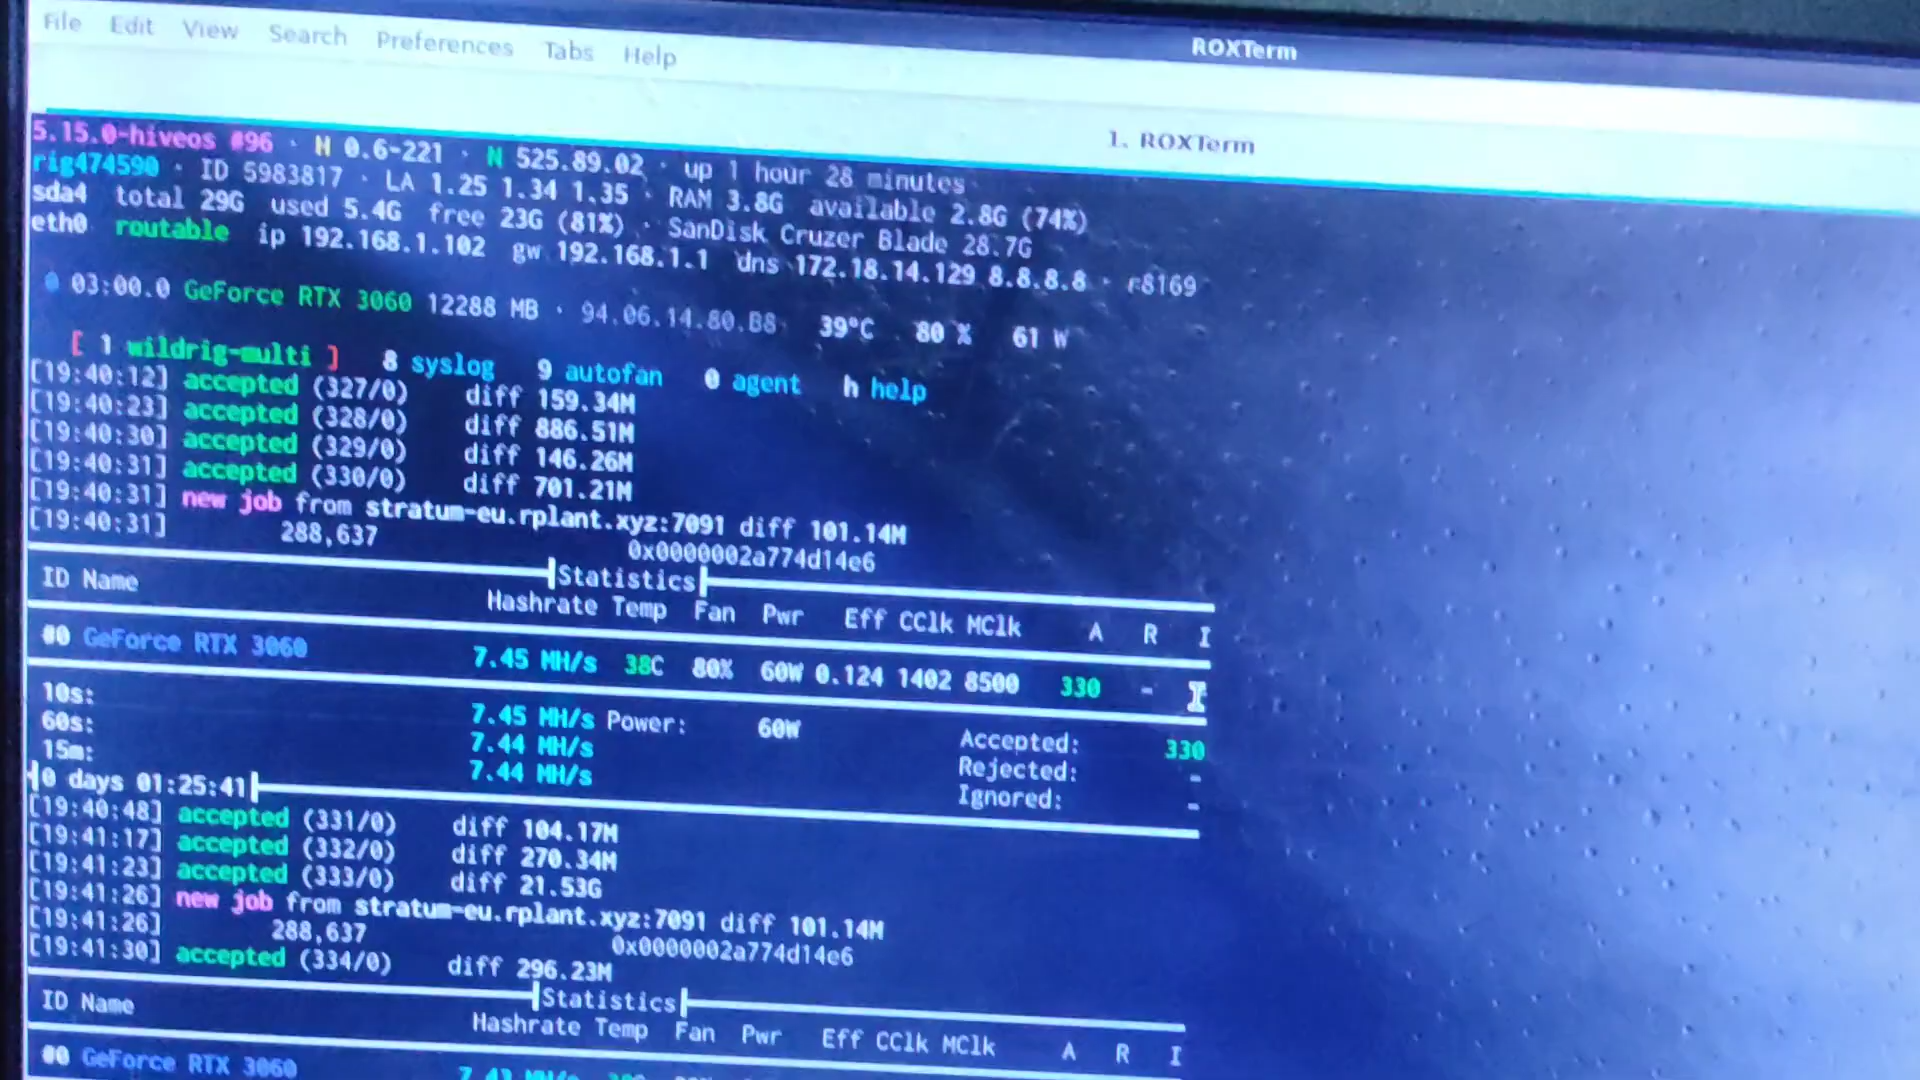 File Edit View Search Preferences Tabs Help
ROXTerm
1. ROXTerm
5.15.0-hiveos #96 · H 0.6-221 · N 525.89.02 · up 1 hour 28 minutes
rig474590 · ID 5983817 · LA 1.25 1.34 1.35 · RAM 3.8G available 2.8G (74%)
sda4 total 29G used 5.4G free 23G (81%) · SanDisk Cruzer Blade 28.7G
eth0 routable ip 192.168.1.102 gw 192.168.1.1 dns 172.18.14.129 8.8.8.8 · r8169
0 03:00.0 GeForce RTX 3060 12288 MB · 94.06.14.80.B8 39°C 80 % 61 W
[ 1 wildrig-multi ] 8 syslog 9 autofan 0 agent h help
[19:40:12] accepted (327/0) diff 159.34M
[19:40:23] accepted (328/0) diff 886.51M
[19:40:30] accepted (329/0) diff 146.26M
[19:40:31] accepted (330/0) diff 701.21M
[19:40:31] new job from stratum-eu.rplant.xyz:7091 diff 101.14M
[19:40:31] 288,637 0x0000002a774d14e6
Statistics
ID Name Hashrate Temp Fan Pwr Eff CClk MClk A R I
#0 GeForce RTX 3060 7.45 MH/s 38C 80% 60W 0.124 1402 8500 330 -
10s: 7.45 MH/s Power: 60W Accepted: 330
60s: 7.44 MH/s Rejected: -
15m: 7.44 MH/s Ignored: -
0 days 01:25:41
[19:40:48] accepted (331/0) diff 104.17M
[19:41:17] accepted (332/0) diff 270.34M
[19:41:23] accepted (333/0) diff 21.53G
[19:41:26] new job from stratum-eu.rplant.xyz:7091 diff 101.14M
[19:41:26] 288,637 0x0000002a774d14e6
[19:41:30] accepted (334/0) diff 296.23M
Statistics
ID Name Hashrate Temp Fan Pwr Eff CClk MClk A R I
#0 GeForce RTX 3060 7.43 MH/s